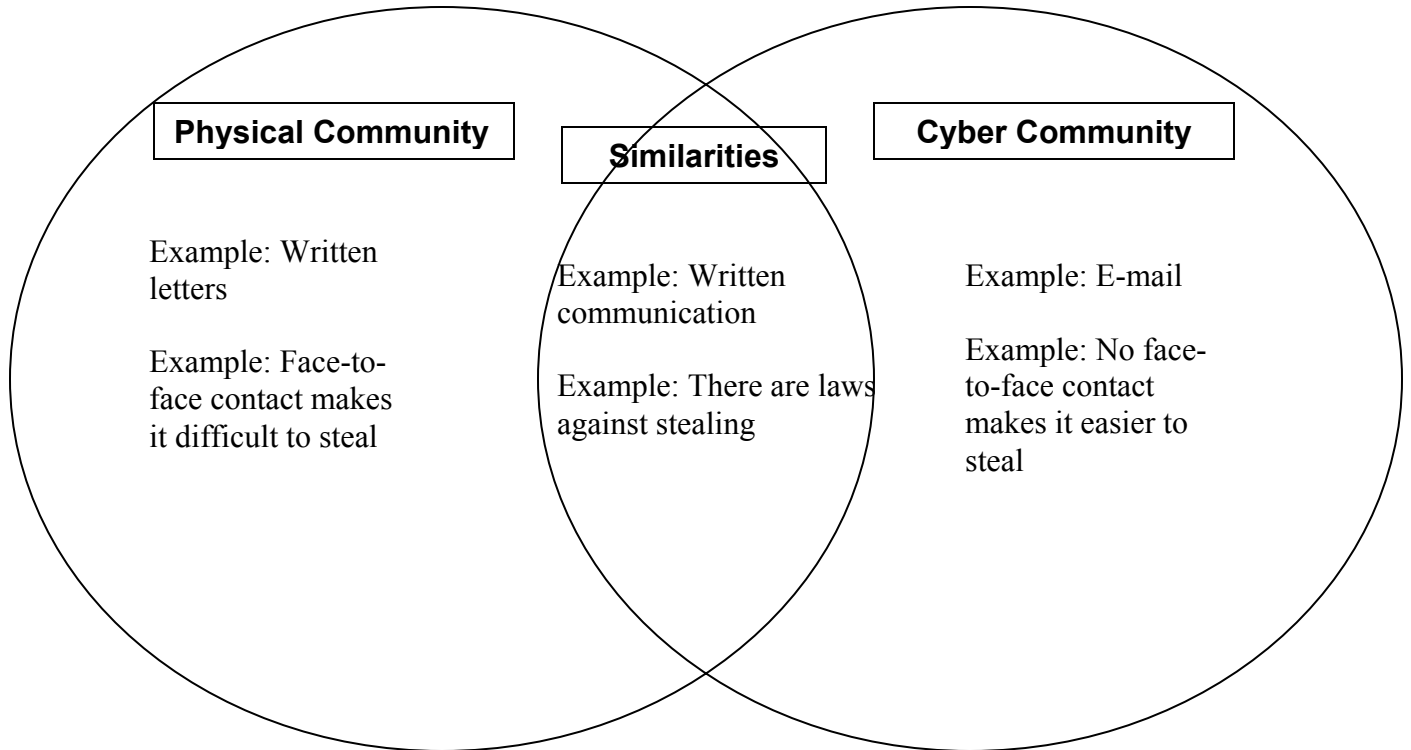 Physical Community
Similarities
Cyber Community
Example: Written
letters
Example: Face-to-
face contact makes
it difficult to steal
Example: Written
communication
Example: There are laws
against stealing
Example: E-mail
Example: No face-
to-face contact
makes it easier to
steal